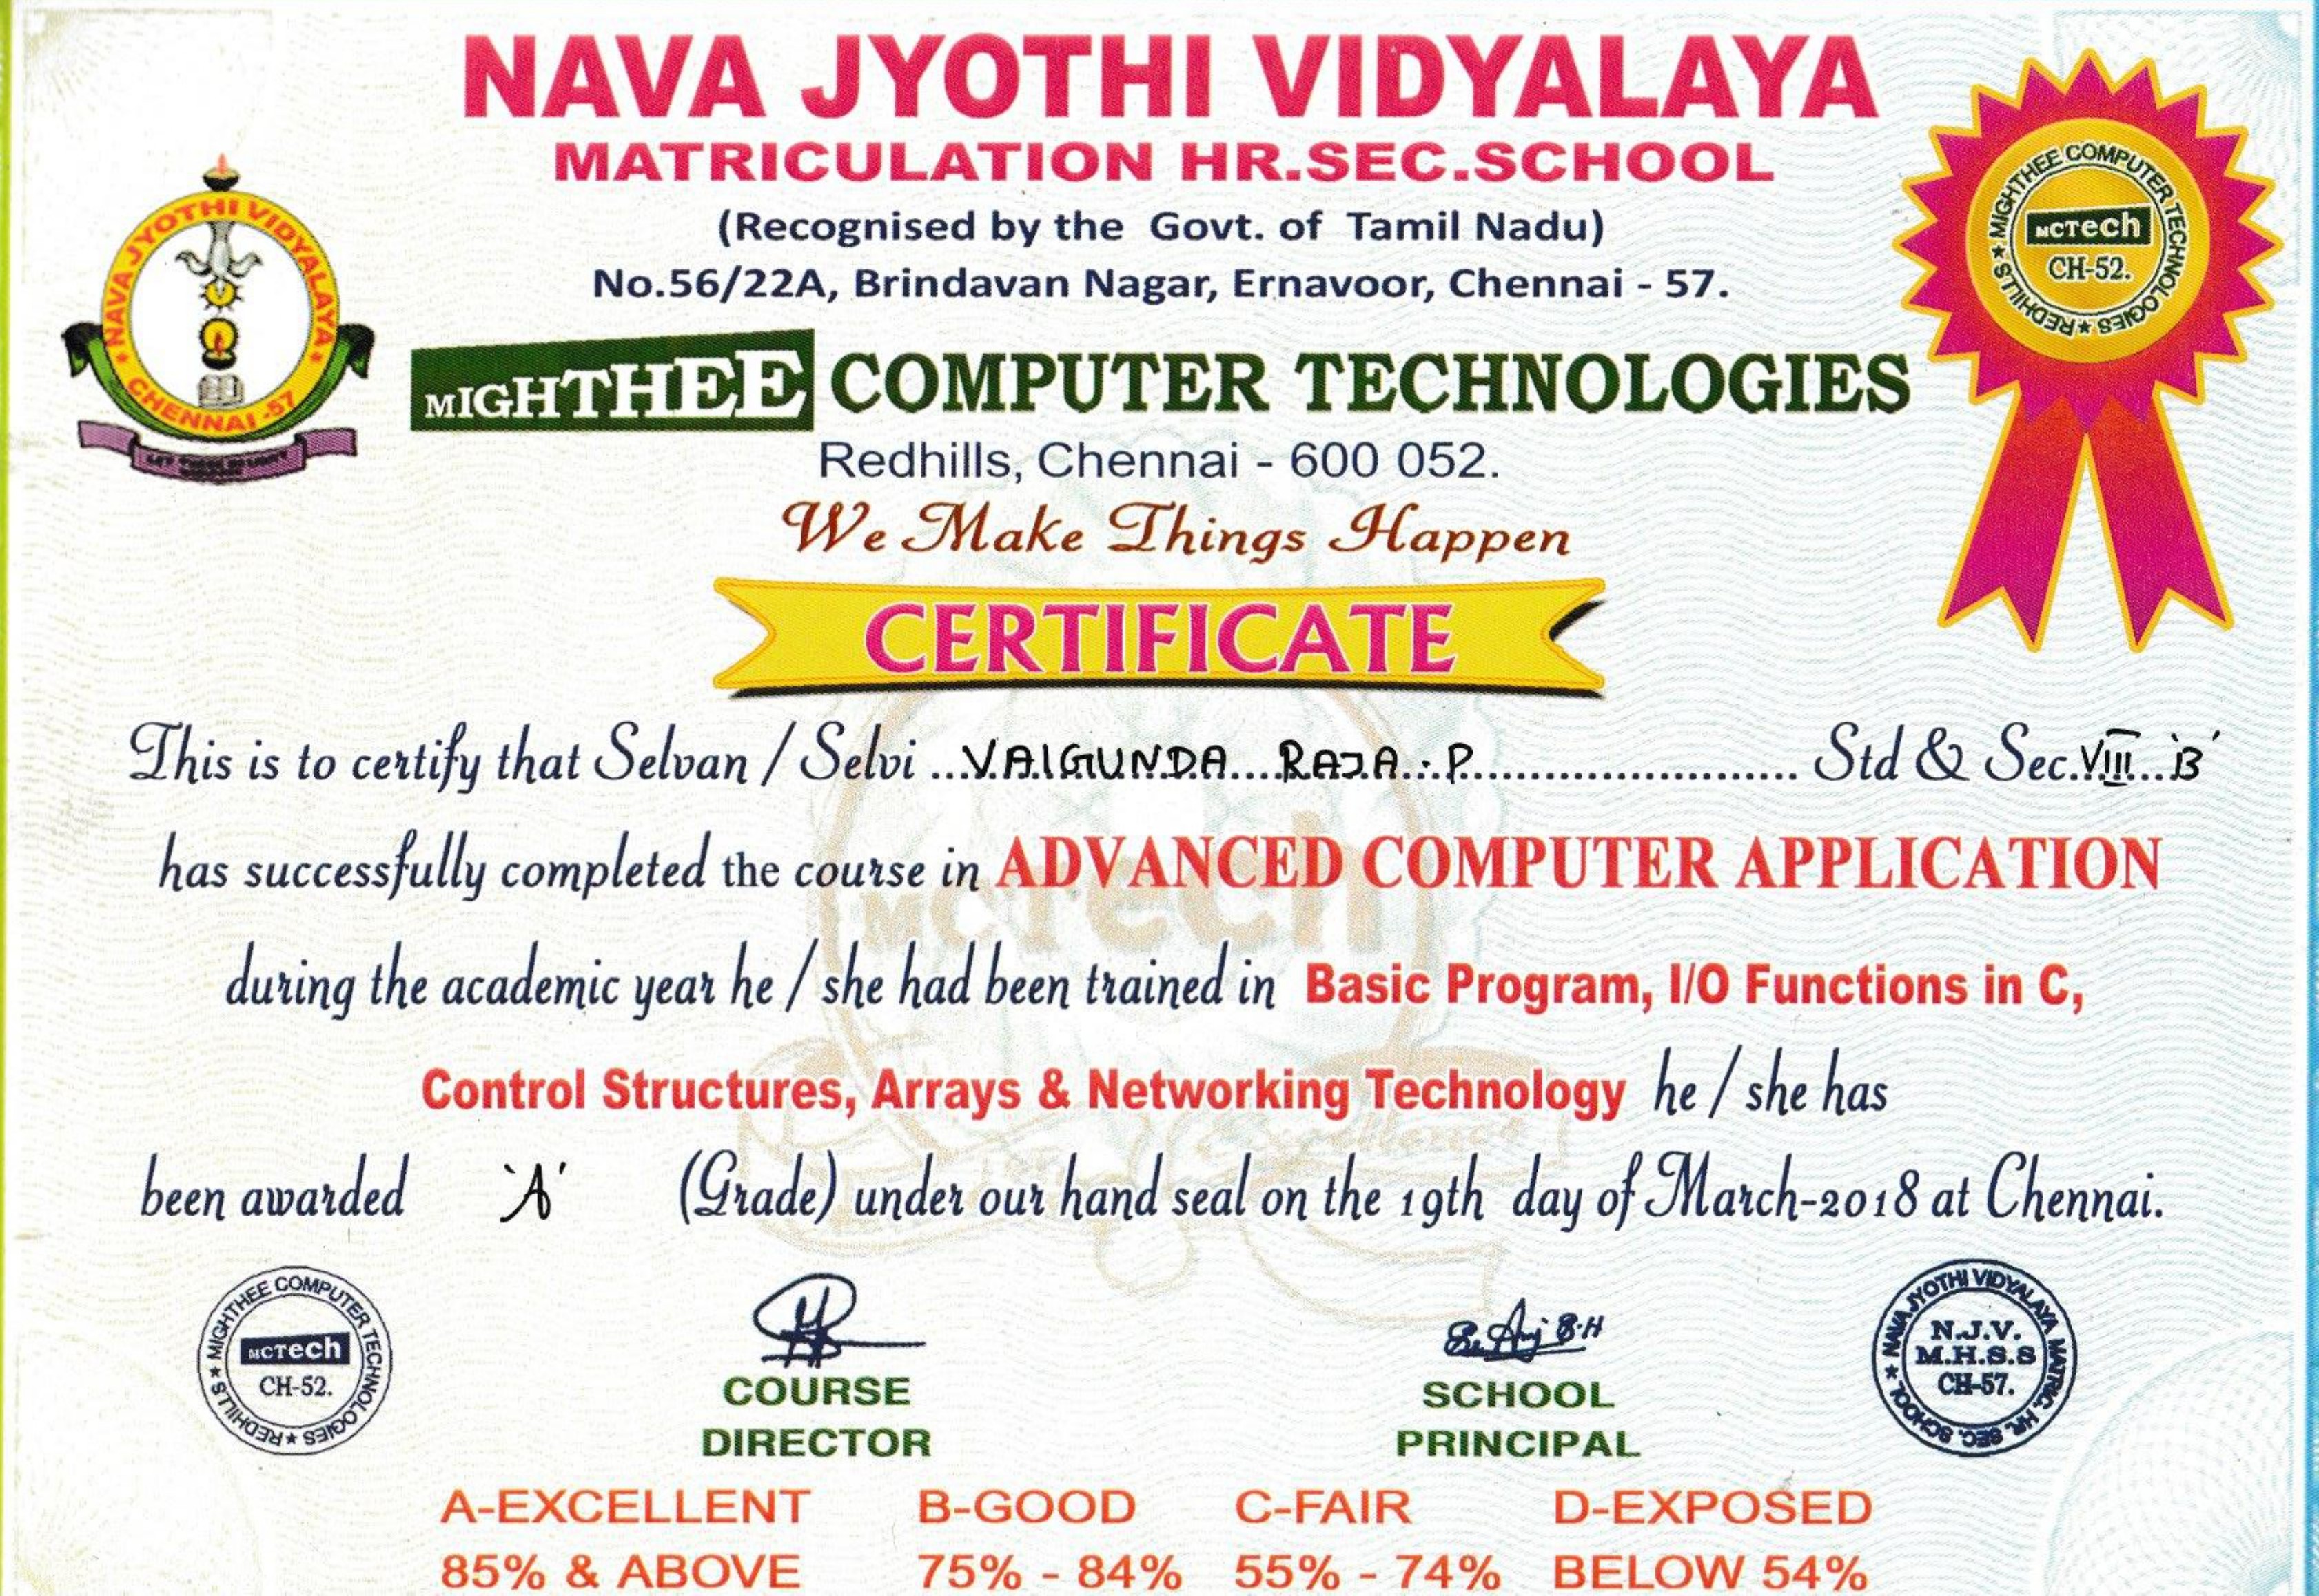 NAVA JYOTHI VIDYALAYA
MATRICULATION HR.SEC.SCHOOL
(Recognised by the Govt. of Tamil Nadu)
No.56/22A, Brindavan Nagar, Ernavoor, Chennai - 57.
NAVA JYOTHI VIDYALAYA
CHENNAI -57
MIGHTHEE COMPUTER TECHNOLOGIES
REDHILLS
MCTech
CH-52.
MIGHTHEE COMPUTER TECHNOLOGIES
Redhills, Chennai - 600 052.
We Make Things Happen
CERTIFICATE
This is to certify that Selvan / Selvi ...VAIGUNDA....RAJA...P.............................. Std & Sec.VIII...'B'
has successfully completed the course in ADVANCED COMPUTER APPLICATION
during the academic year he / she had been trained in Basic Program, I/O Functions in C,
Control Structures, Arrays & Networking Technology he / she has
been awarded 'A' (Grade) under our hand seal on the 19th day of March-2018 at Chennai.
MIGHTHEE COMPUTER TECHNOLOGIES
REDHILLS
MCTech
CH-52.
COURSE
DIRECTOR
SCHOOL
PRINCIPAL
NAVA JYOTHI VIDYALAYA MATRIC. HR. SEC. SCHOOL
N.J.V.
M.H.S.S
CH-57.
A-EXCELLENT B-GOOD C-FAIR D-EXPOSED
85% & ABOVE 75% - 84% 55% - 74% BELOW 54%